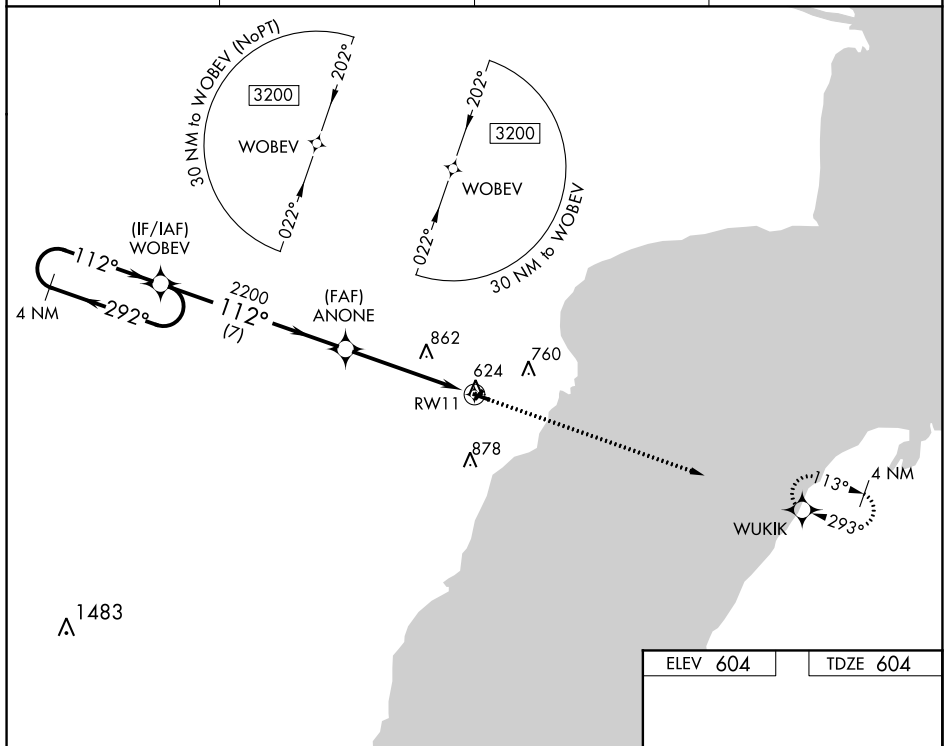 30 NM to WOBEV (NoPT)
3200
202°
WOBEV
022°
202°
3200
WOBEV
022°
30 NM to WOBEV
(IF/IAF)
WOBEV
112°
292°
4 NM
2200
112°
(7)
(FAF)
ANONE
862
760
624
RW11
878
113°
4 NM
293°
WUKIK
1483
ELEV 604
TDZE 604